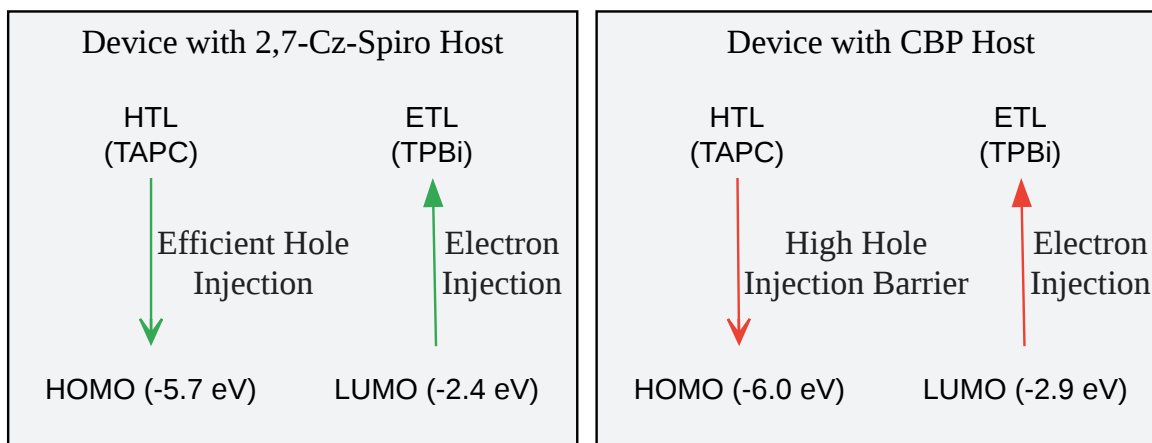 Device with 2,7-Cz-Spiro Host
HTL
(TAPC)
ETL
(TPBi)
Efficient Hole
Injection
Electron
Injection
HOMO (-5.7 eV)
LUMO (-2.4 eV)
Device with CBP Host
HTL
(TAPC)
ETL
(TPBi)
High Hole
Injection Barrier
Electron
Injection
HOMO (-6.0 eV)
LUMO (-2.9 eV)